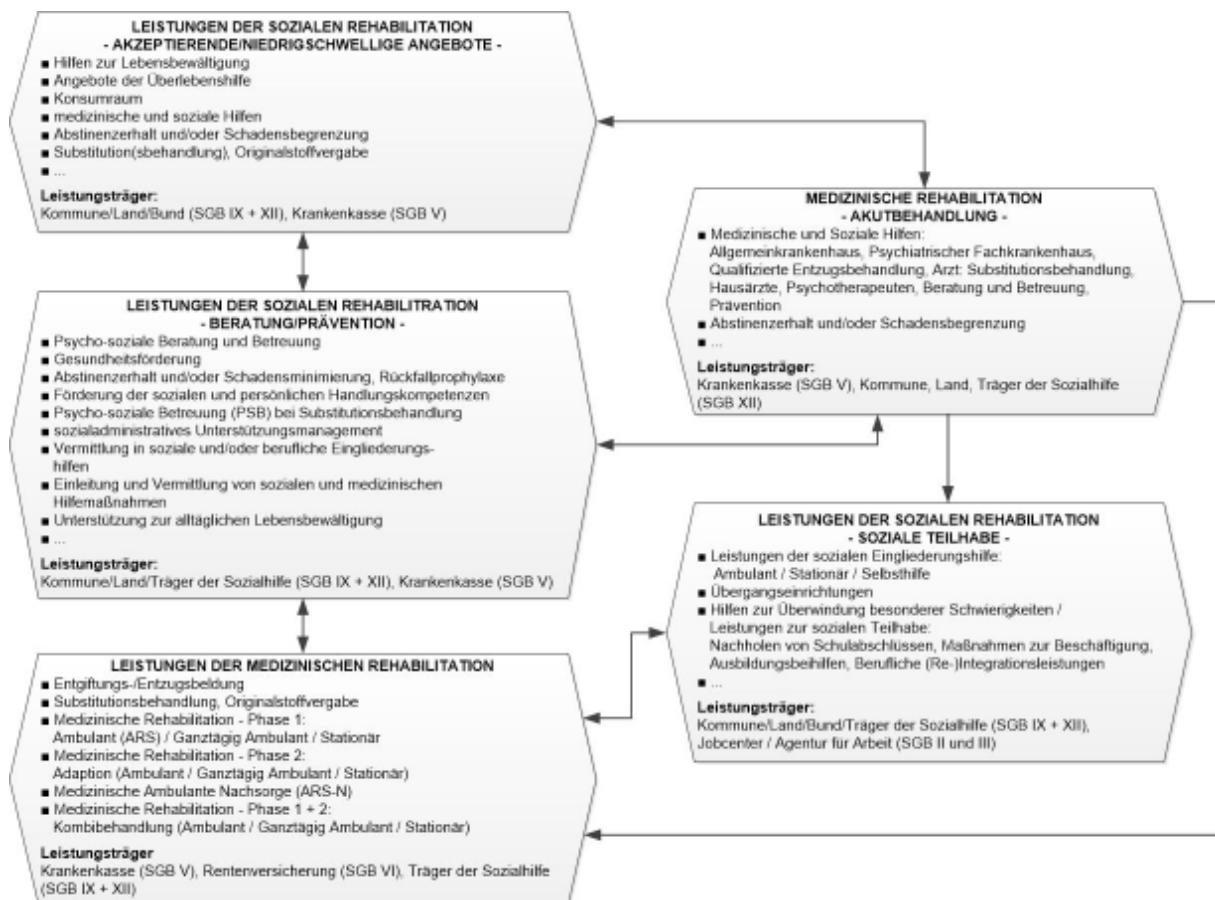 LEISTUNGEN DER SOZIALEN REHABILITATION
- AKZEPTIERENDE/NIEDRIGSCHWELLIGE ANGEBOTE -
■ Hilfen zur Lebensbewältigung
■ Angebote der Überlebenshilfe
■ Konsumraum
■ medizinische und soziale Hilfen
■ Abstinenzerhalt und/oder Schadensbegrenzung
■ Substitution(sbehandlung), Originalstoffvergabe
■ ...
Leistungsträger:
Kommune/Land/Bund (SGB IX + XII), Krankenkasse (SGB V)
MEDIZINISCHE REHABILITATION
- AKUTBEHANDLUNG -
■ Medizinische und Soziale Hilfen:
Allgemeinkrankenhaus, Psychiatrischer Fachkrankenhaus,
Qualifizierte Entzugsbehandlung, Arzt: Substitutionsbehandlung,
Hausärzte, Psychotherapeuten, Beratung und Betreuung,
Prävention
■ Abstinenzerhalt und/oder Schadensbegrenzung
■ ...
Leistungsträger:
Krankenkasse (SGB V), Kommune, Land, Träger der Sozialhilfe
(SGB XII)
LEISTUNGEN DER SOZIALEN REHABILITRATION
- BERATUNG/PRÄVENTION -
■ Psycho-soziale Beratung und Betreuung
■ Gesundheitsförderung
■ Abstinenzerhalt und/oder Schadensminimierung, Rückfallprophylaxe
■ Förderung der sozialen und persönlichen Handlungskompetenzen
■ Psycho-soziale Betreuung (PSB) bei Substitutionsbehandlung
■ sozialadministratives Unterstützungsmanagement
■ Vermittlung in soziale und/oder berufliche Eingliederungs-
hilfen
■ Einleitung und Vermittlung von sozialen und medizinischen
Hilfemaßnahmen
■ Unterstützung zur alltäglichen Lebensbewältigung
■ ...
Leistungsträger:
Kommune/Land/Träger der Sozialhilfe (SGB IX + XII), Krankenkasse (SGB V)
LEISTUNGEN DER SOZIALEN REHABILITATION
- SOZIALE TEILHABE -
■ Leistungen der sozialen Eingliederungshilfe:
Ambulant / Stationär / Selbsthilfe
■ Übergangseinrichtungen
■ Hilfen zur Überwindung besonderer Schwierigkeiten /
Leistungen zur sozialen Teilhabe:
Nachholen von Schulabschlüssen, Maßnahmen zur Beschäftigung,
Ausbildungsbeihilfen, Berufliche (Re-)Integrationsleistungen
■ ...
Leistungsträger:
Kommune/Land/Bund/Träger der Sozialhilfe (SGB IX + XII),
Jobcenter / Agentur für Arbeit (SGB II und III)
LEISTUNGEN DER MEDIZINISCHEN REHABILITATION
■ Entgiftungs-/Entzugsbeldung
■ Substitutionsbehandlung, Originalstoffvergabe
■ Medizinische Rehabilitation - Phase 1:
Ambulant (ARS) / Ganztägig Ambulant / Stationär
■ Medizinische Rehabilitation - Phase 2:
Adaption (Ambulant / Ganztägig Ambulant / Stationär)
■ Medizinische Ambulante Nachsorge (ARS-N)
■ Medizinische Rehabilitation - Phase 1 + 2:
Kombibehandlung (Ambulant / Ganztägig Ambulant / Stationär)
Leistungsträger
Krankenkasse (SGB V), Rentenversicherung (SGB VI), Träger der Sozialhilfe
(SGB IX + XII)